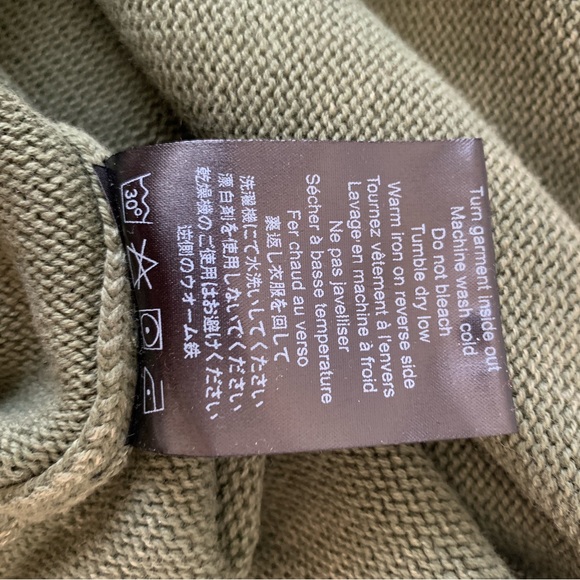 Turn garment inside out
Machine wash cold
Do not bleach
Tumble dry low
Warm iron on reverse side
Tournez vêtement à l'envers
Lavage en machine à froid
Ne pas javelliser
Sécher à basse temperature
Fer chaud au verso
裏返し衣服を回して
洗濯機にて水洗いしてください
漂白剤を使用しないてください
乾燥機のご使用はお避けください
逆側のウォーム鉄
30°